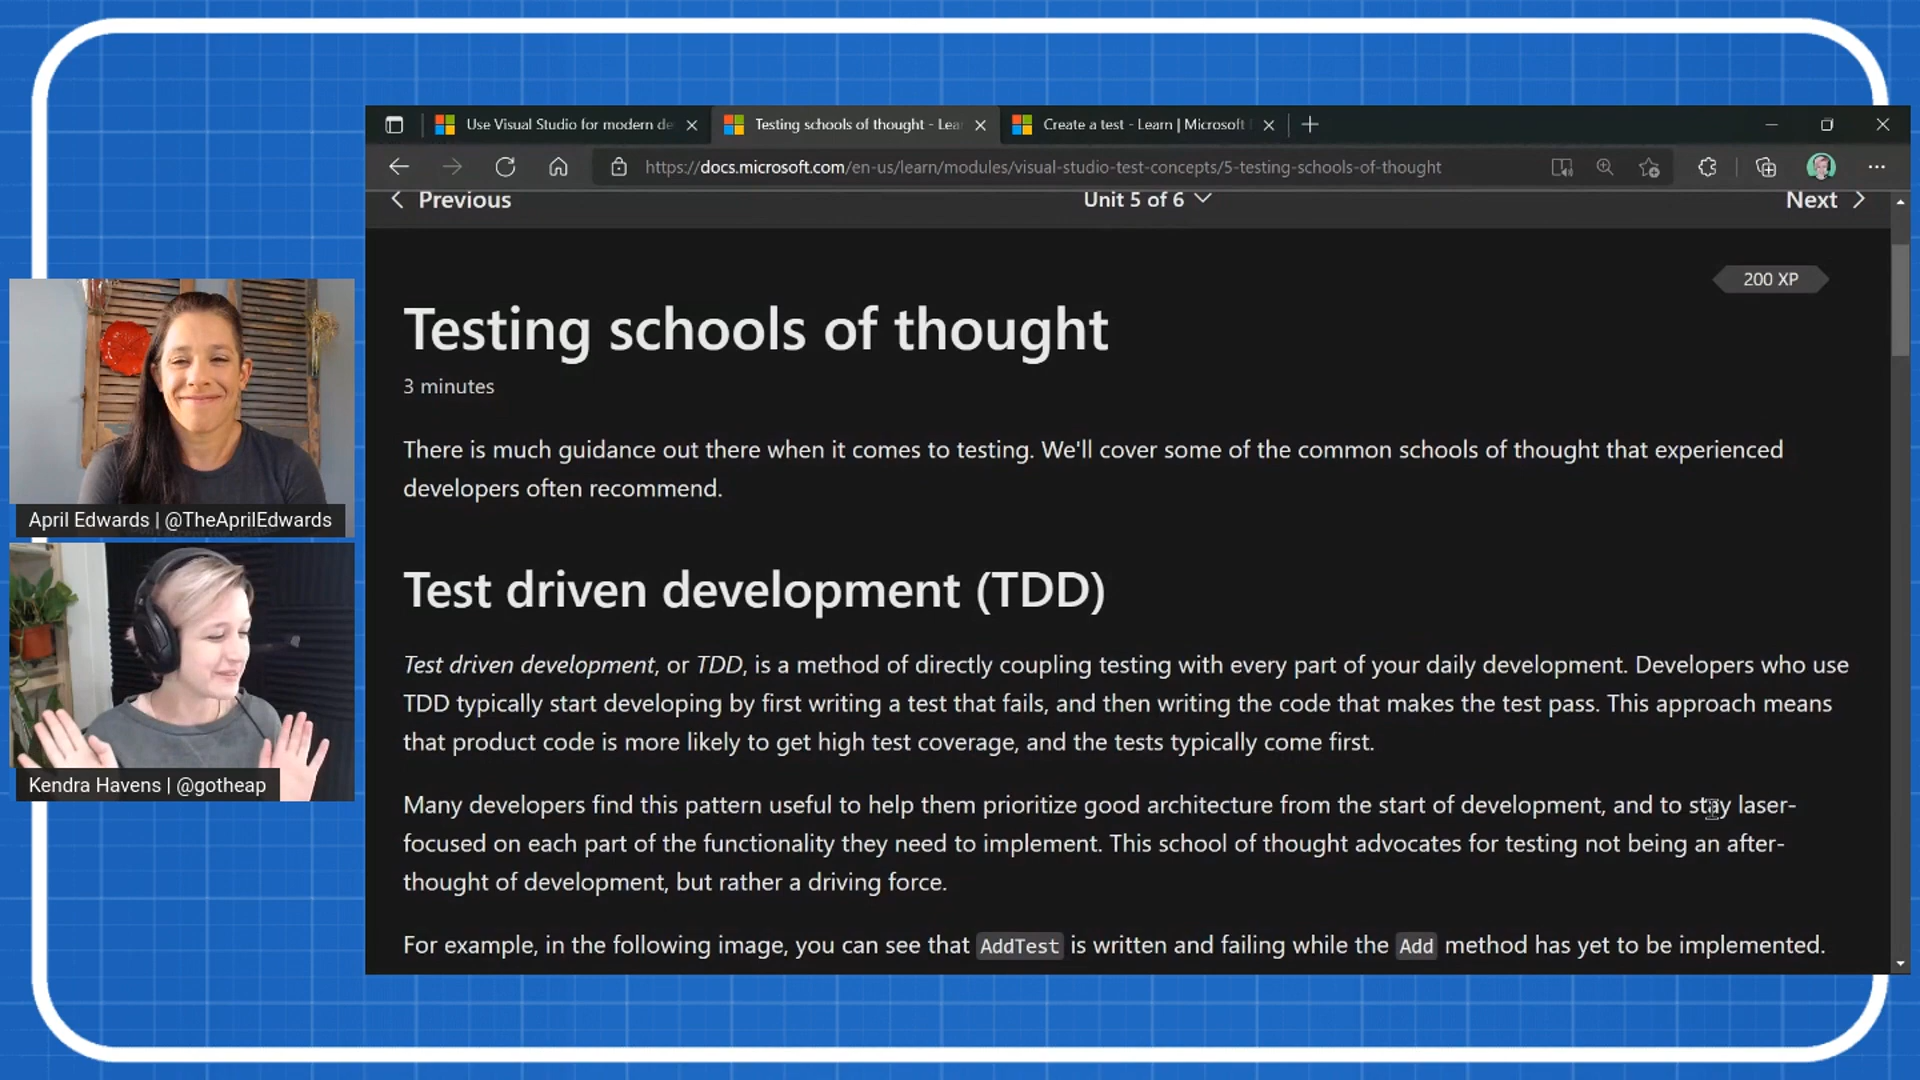 Use Visual Studio for modern de
Testing schools of thought - Lea
Create a test - Learn | Microsoft
https://docs.microsoft.com/en-us/learn/modules/visual-studio-test-concepts/5-testing-schools-of-thought
Previous
Unit 5 of 6
Next
200 XP
Testing schools of thought
3 minutes
There is much guidance out there when it comes to testing. We'll cover some of the common schools of thought that experienced
developers often recommend.
Test driven development (TDD)
Test driven development, or TDD, is a method of directly coupling testing with every part of your daily development. Developers who use
TDD typically start developing by first writing a test that fails, and then writing the code that makes the test pass. This approach means
that product code is more likely to get high test coverage, and the tests typically come first.
Many developers find this pattern useful to help them prioritize good architecture from the start of development, and to stay laser-
focused on each part of the functionality they need to implement. This school of thought advocates for testing not being an after-
thought of development, but rather a driving force.
For example, in the following image, you can see that AddTest is written and failing while the Add method has yet to be implemented.
April Edwards | @TheAprilEdwards
Kendra Havens | @gotheap